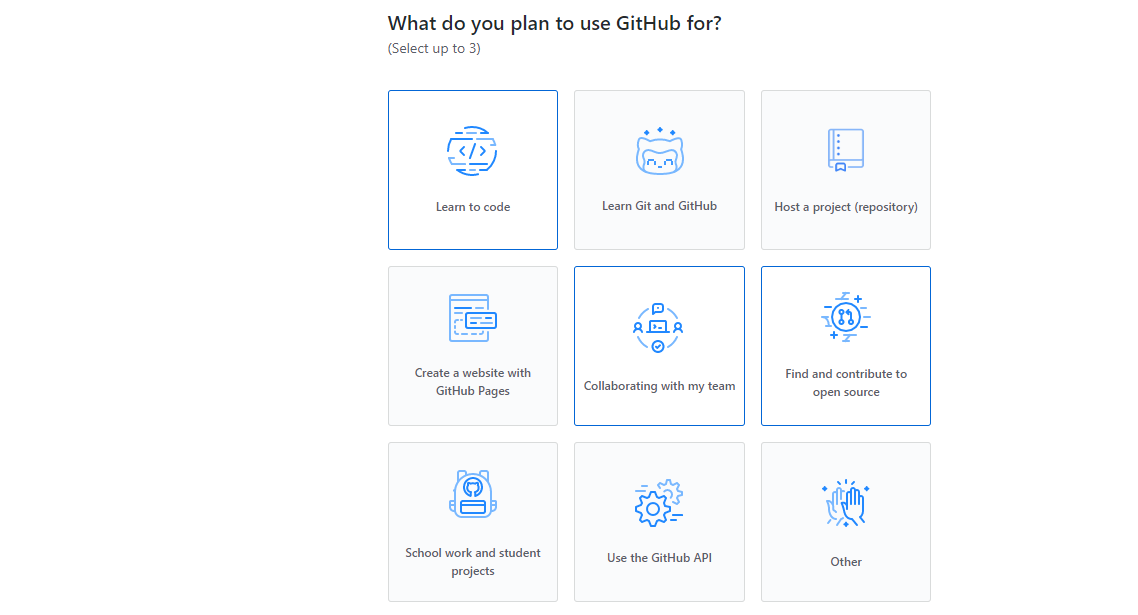 What do you plan to use GitHub for?
(Select up to 3)
Learn to code
Learn Git and GitHub
Host a project (repository)
Create a website with
GitHub Pages
Collaborating with my team
Find and contribute to
open source
School work and student
projects
Use the GitHub API
Other